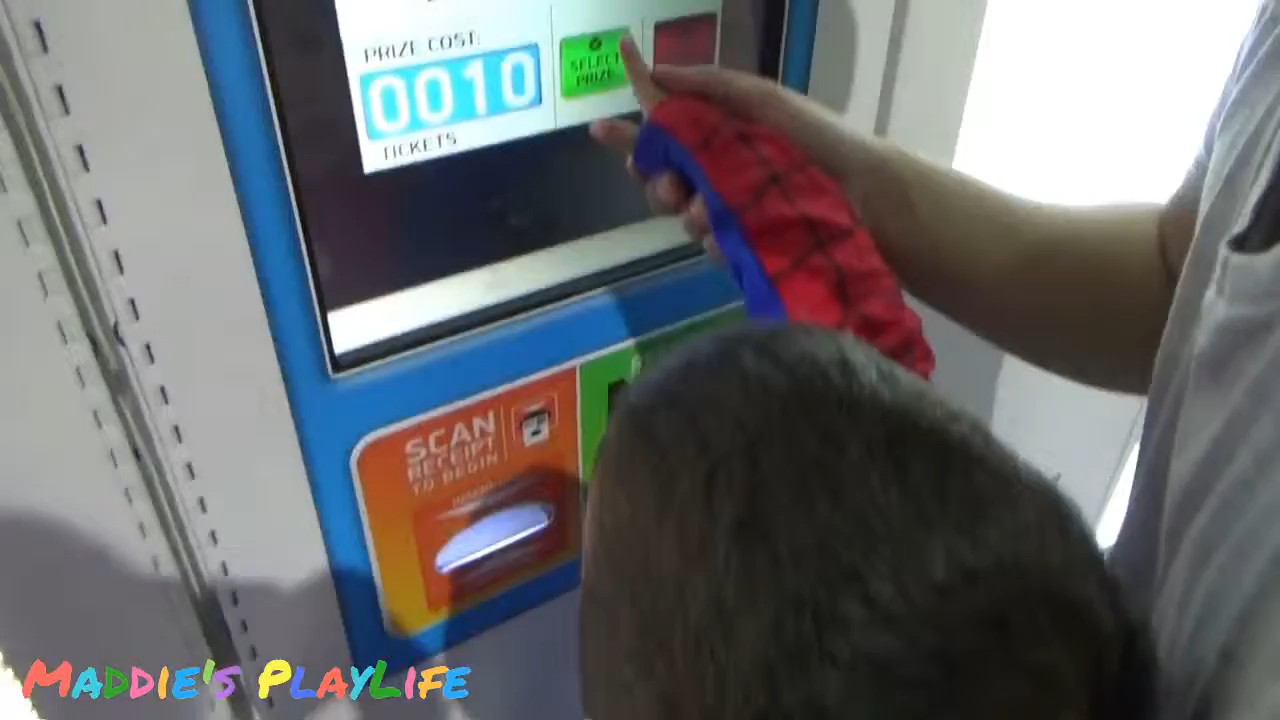 PRIZE COST:
0010
TICKETS
SELECT
PRIZE
SCAN
RECEIPT
TO BEGIN
MADDIE'S PLAYLIFE